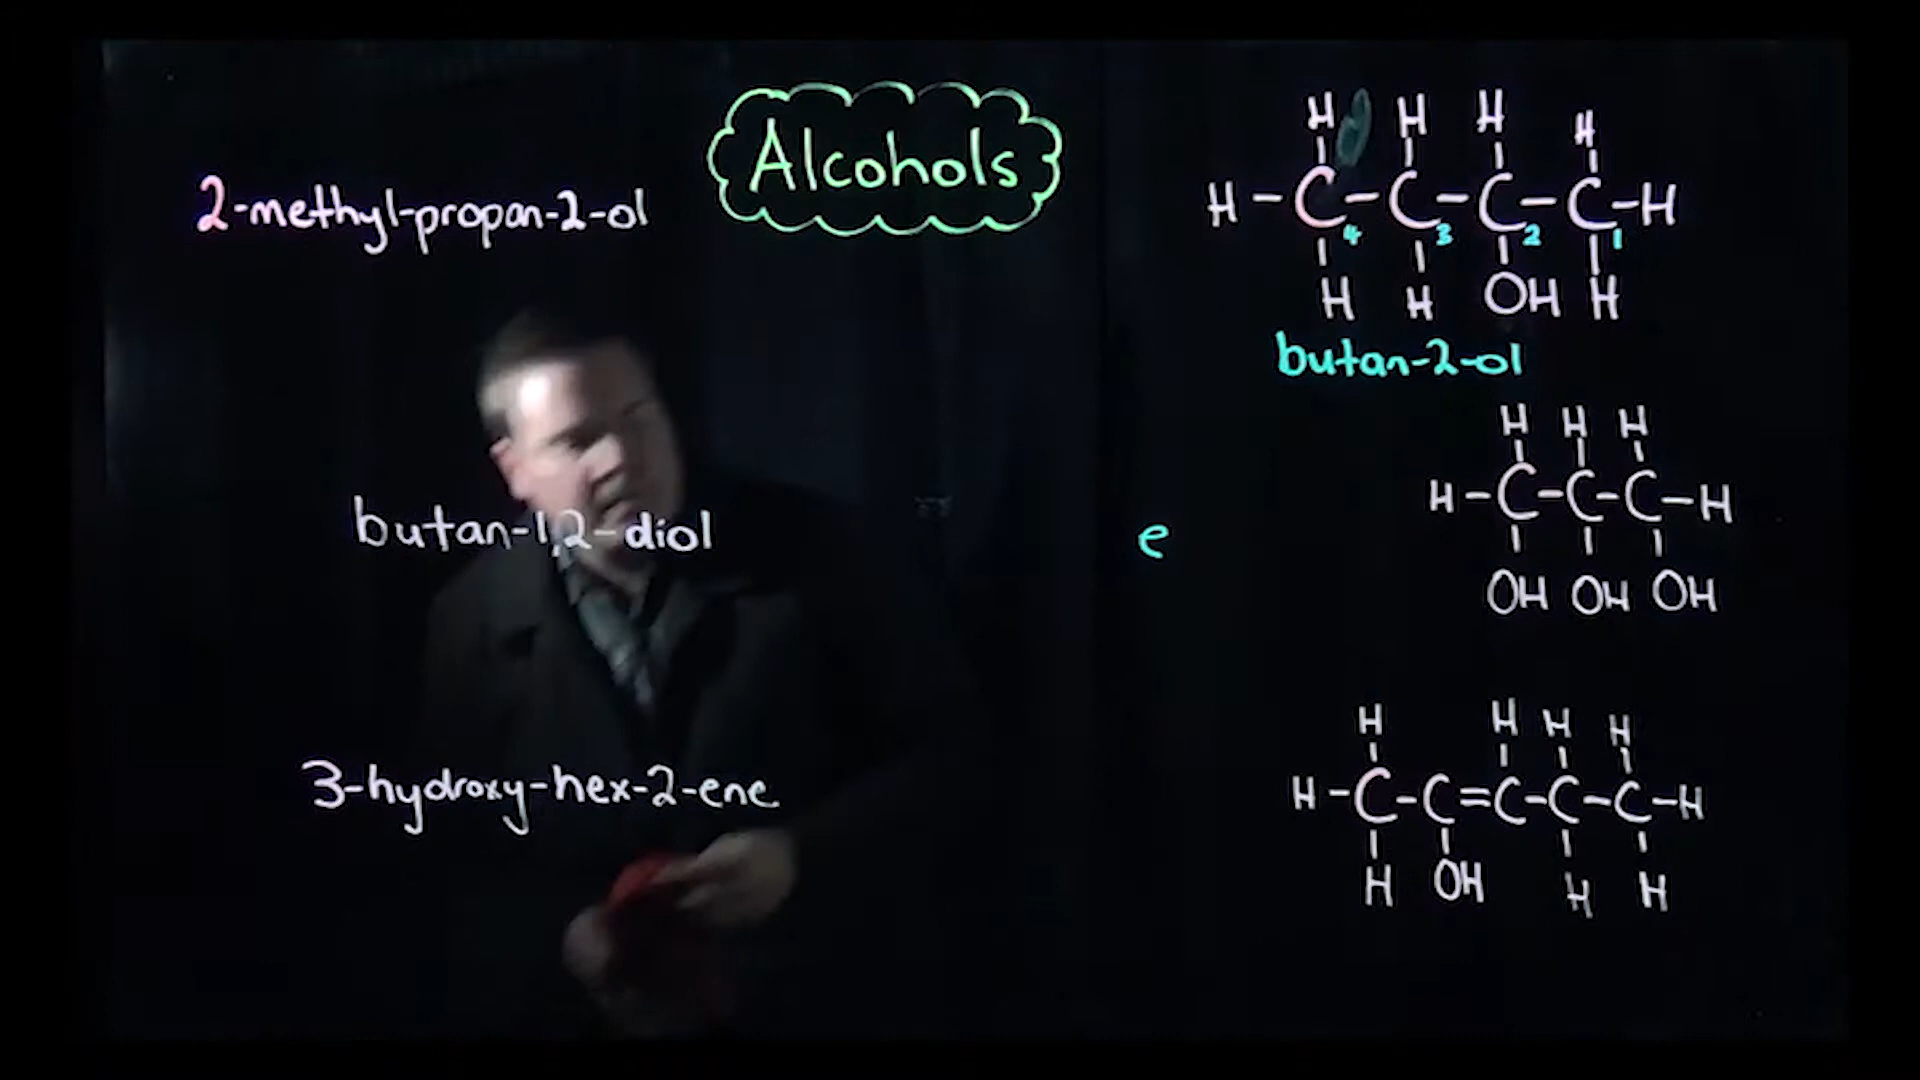 Alcohols
2-methyl-propan-2-ol
butan-1,2-diol
3-hydroxy-hex-2-ene
H H H H
H-C-C-C-C-H
4 3 2 1
H H OH H
butan-2-ol
e
H H H
H-C-C-C-H
OH OH OH
H H H H
H-C-C=C-C-C-H
H OH H H